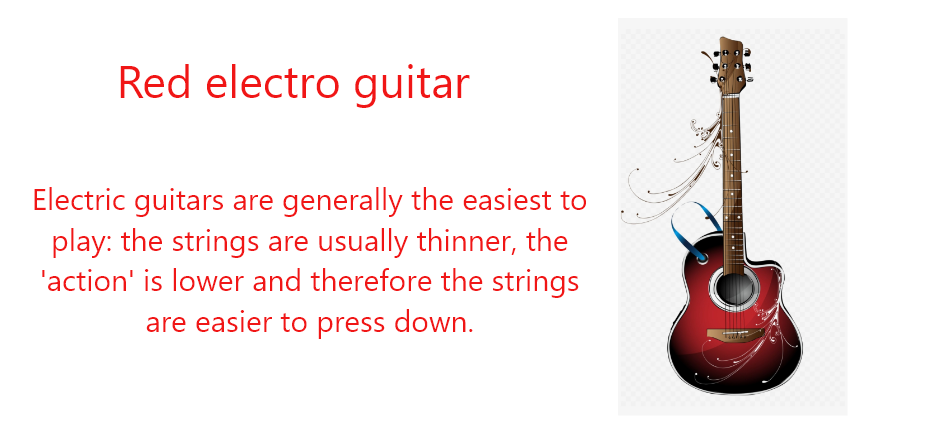 Red electro guitar
Electric guitars are generally the easiest to
play: the strings are usually thinner, the
'action' is lower and therefore the strings
are easier to press down.